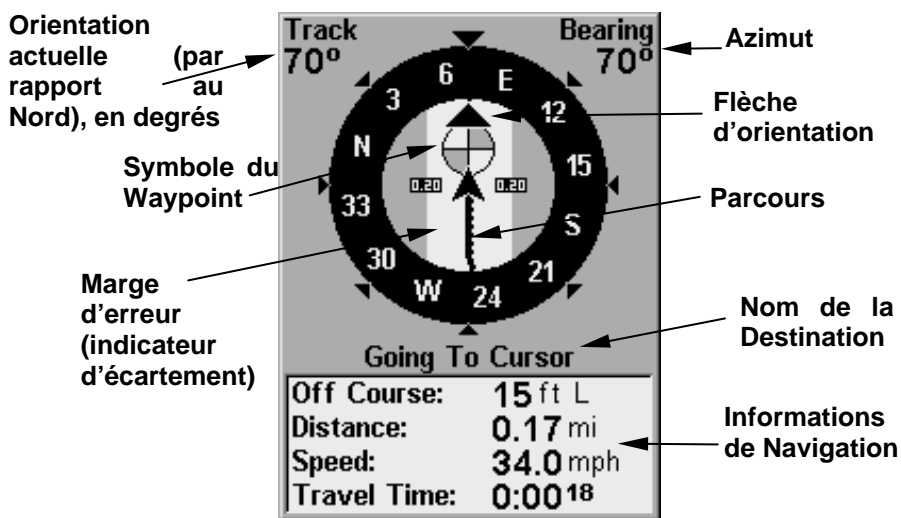 Orientation
actuelle (par
rapport au
Nord), en degrés
Track
70º
Bearing
70º
Azimut
Flèche
d'orientation
Symbole du
Waypoint
Parcours
Marge
d'erreur
(indicateur
d'écartement)
6
E
3
12
N
15
33
S
30
21
W
24
0.20
0.20
Nom de la
Destination
Going To Cursor
Off Course: 15 ft L
Distance: 0.17 mi
Speed: 34.0 mph
Travel Time: 0:00 18
Informations
de Navigation